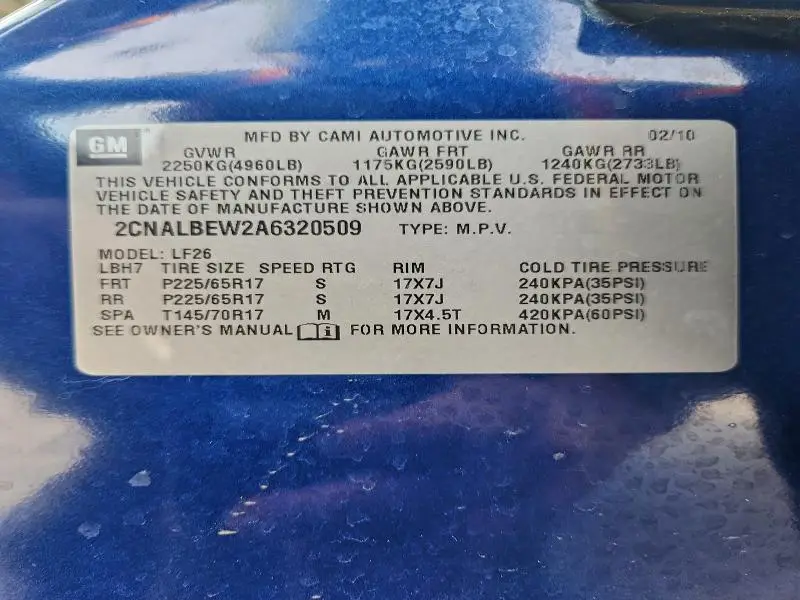 GM MFD BY CAMI AUTOMOTIVE INC. 02/10
GVWR GAWR FRT GAWR RR
2250KG(4960LB) 1175KG(2590LB) 1240KG(2733LB)
THIS VEHICLE CONFORMS TO ALL APPLICABLE U.S. FEDERAL MOTOR
VEHICLE SAFETY AND THEFT PREVENTION STANDARDS IN EFFECT ON
THE DATE OF MANUFACTURE SHOWN ABOVE.
2CNALBEW2A6320509 TYPE: M.P.V.
MODEL: LF26
LBH7 TIRE SIZE SPEED RTG RIM COLD TIRE PRESSURE
FRT P225/65R17 S 17X7J 240KPA(35PSI)
RR P225/65R17 S 17X7J 240KPA(35PSI)
SPA T145/70R17 M 17X4.5T 420KPA(60PSI)
SEE OWNER'S MANUAL FOR MORE INFORMATION.